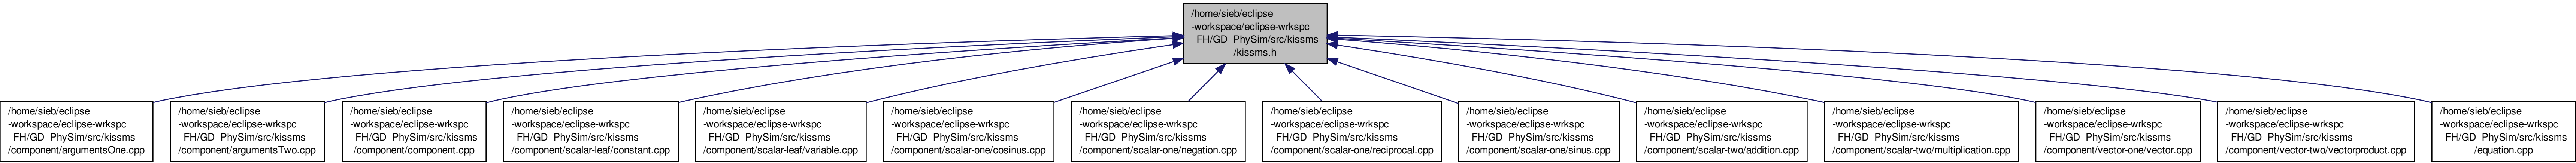 /home/sieb/eclipse
-workspace/eclipse-wrkspc
_FH/GD_PhySim/src/kissms
/kissms.h
/home/sieb/eclipse
-workspace/eclipse-wrkspc
_FH/GD_PhySim/src/kissms
/component/argumentsOne.cpp
/home/sieb/eclipse
-workspace/eclipse-wrkspc
_FH/GD_PhySim/src/kissms
/component/argumentsTwo.cpp
/home/sieb/eclipse
-workspace/eclipse-wrkspc
_FH/GD_PhySim/src/kissms
/component/component.cpp
/home/sieb/eclipse
-workspace/eclipse-wrkspc
_FH/GD_PhySim/src/kissms
/component/scalar-leaf/constant.cpp
/home/sieb/eclipse
-workspace/eclipse-wrkspc
_FH/GD_PhySim/src/kissms
/component/scalar-leaf/variable.cpp
/home/sieb/eclipse
-workspace/eclipse-wrkspc
_FH/GD_PhySim/src/kissms
/component/scalar-one/cosinus.cpp
/home/sieb/eclipse
-workspace/eclipse-wrkspc
_FH/GD_PhySim/src/kissms
/component/scalar-one/negation.cpp
/home/sieb/eclipse
-workspace/eclipse-wrkspc
_FH/GD_PhySim/src/kissms
/component/scalar-one/reciprocal.cpp
/home/sieb/eclipse
-workspace/eclipse-wrkspc
_FH/GD_PhySim/src/kissms
/component/scalar-one/sinus.cpp
/home/sieb/eclipse
-workspace/eclipse-wrkspc
_FH/GD_PhySim/src/kissms
/component/scalar-two/addition.cpp
/home/sieb/eclipse
-workspace/eclipse-wrkspc
_FH/GD_PhySim/src/kissms
/component/scalar-two/multiplication.cpp
/home/sieb/eclipse
-workspace/eclipse-wrkspc
_FH/GD_PhySim/src/kissms
/component/vector-one/vector.cpp
/home/sieb/eclipse
-workspace/eclipse-wrkspc
_FH/GD_PhySim/src/kissms
/component/vector-two/vectorproduct.cpp
/home/sieb/eclipse
-workspace/eclipse-wrkspc
_FH/GD_PhySim/src/kissms
/equation.cpp